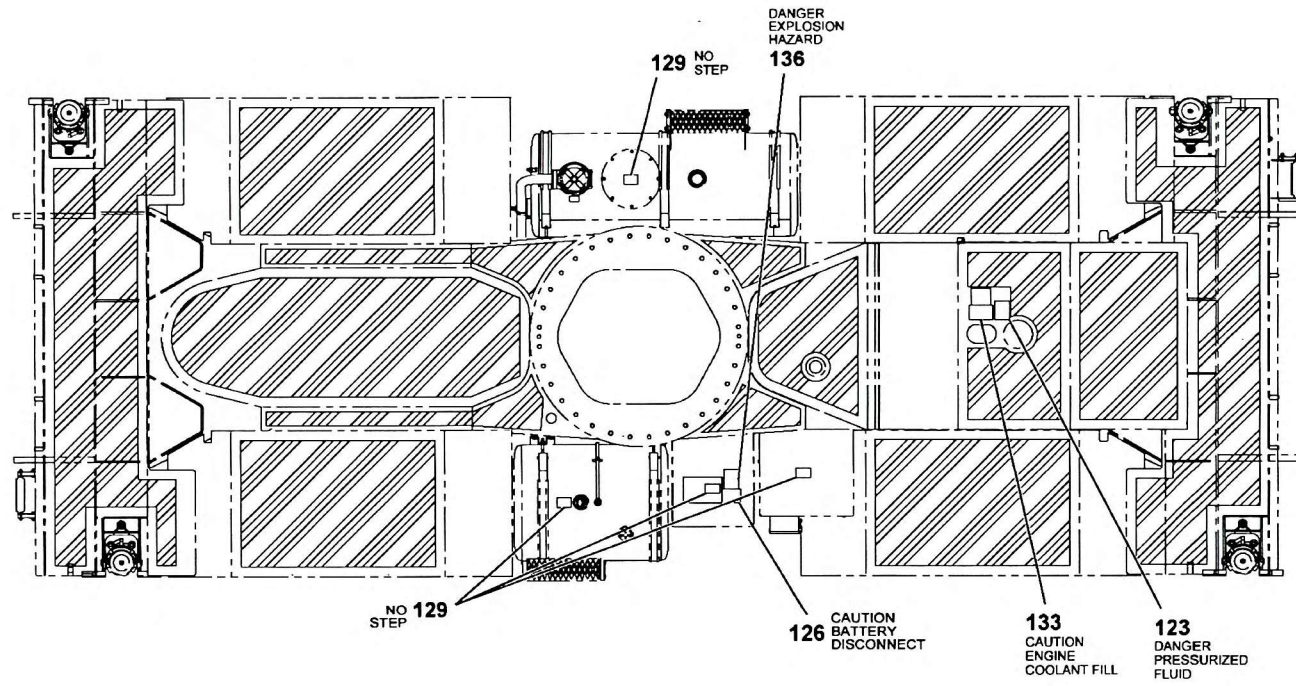 DANGER
EXPLOSION
HAZARD
136
129 NO
STEP
NO 129
STEP
126 CAUTION
BATTERY
DISCONNECT
133
CAUTION
ENGINE
COOLANT FILL
123
DANGER
PRESSURIZED
FLUID